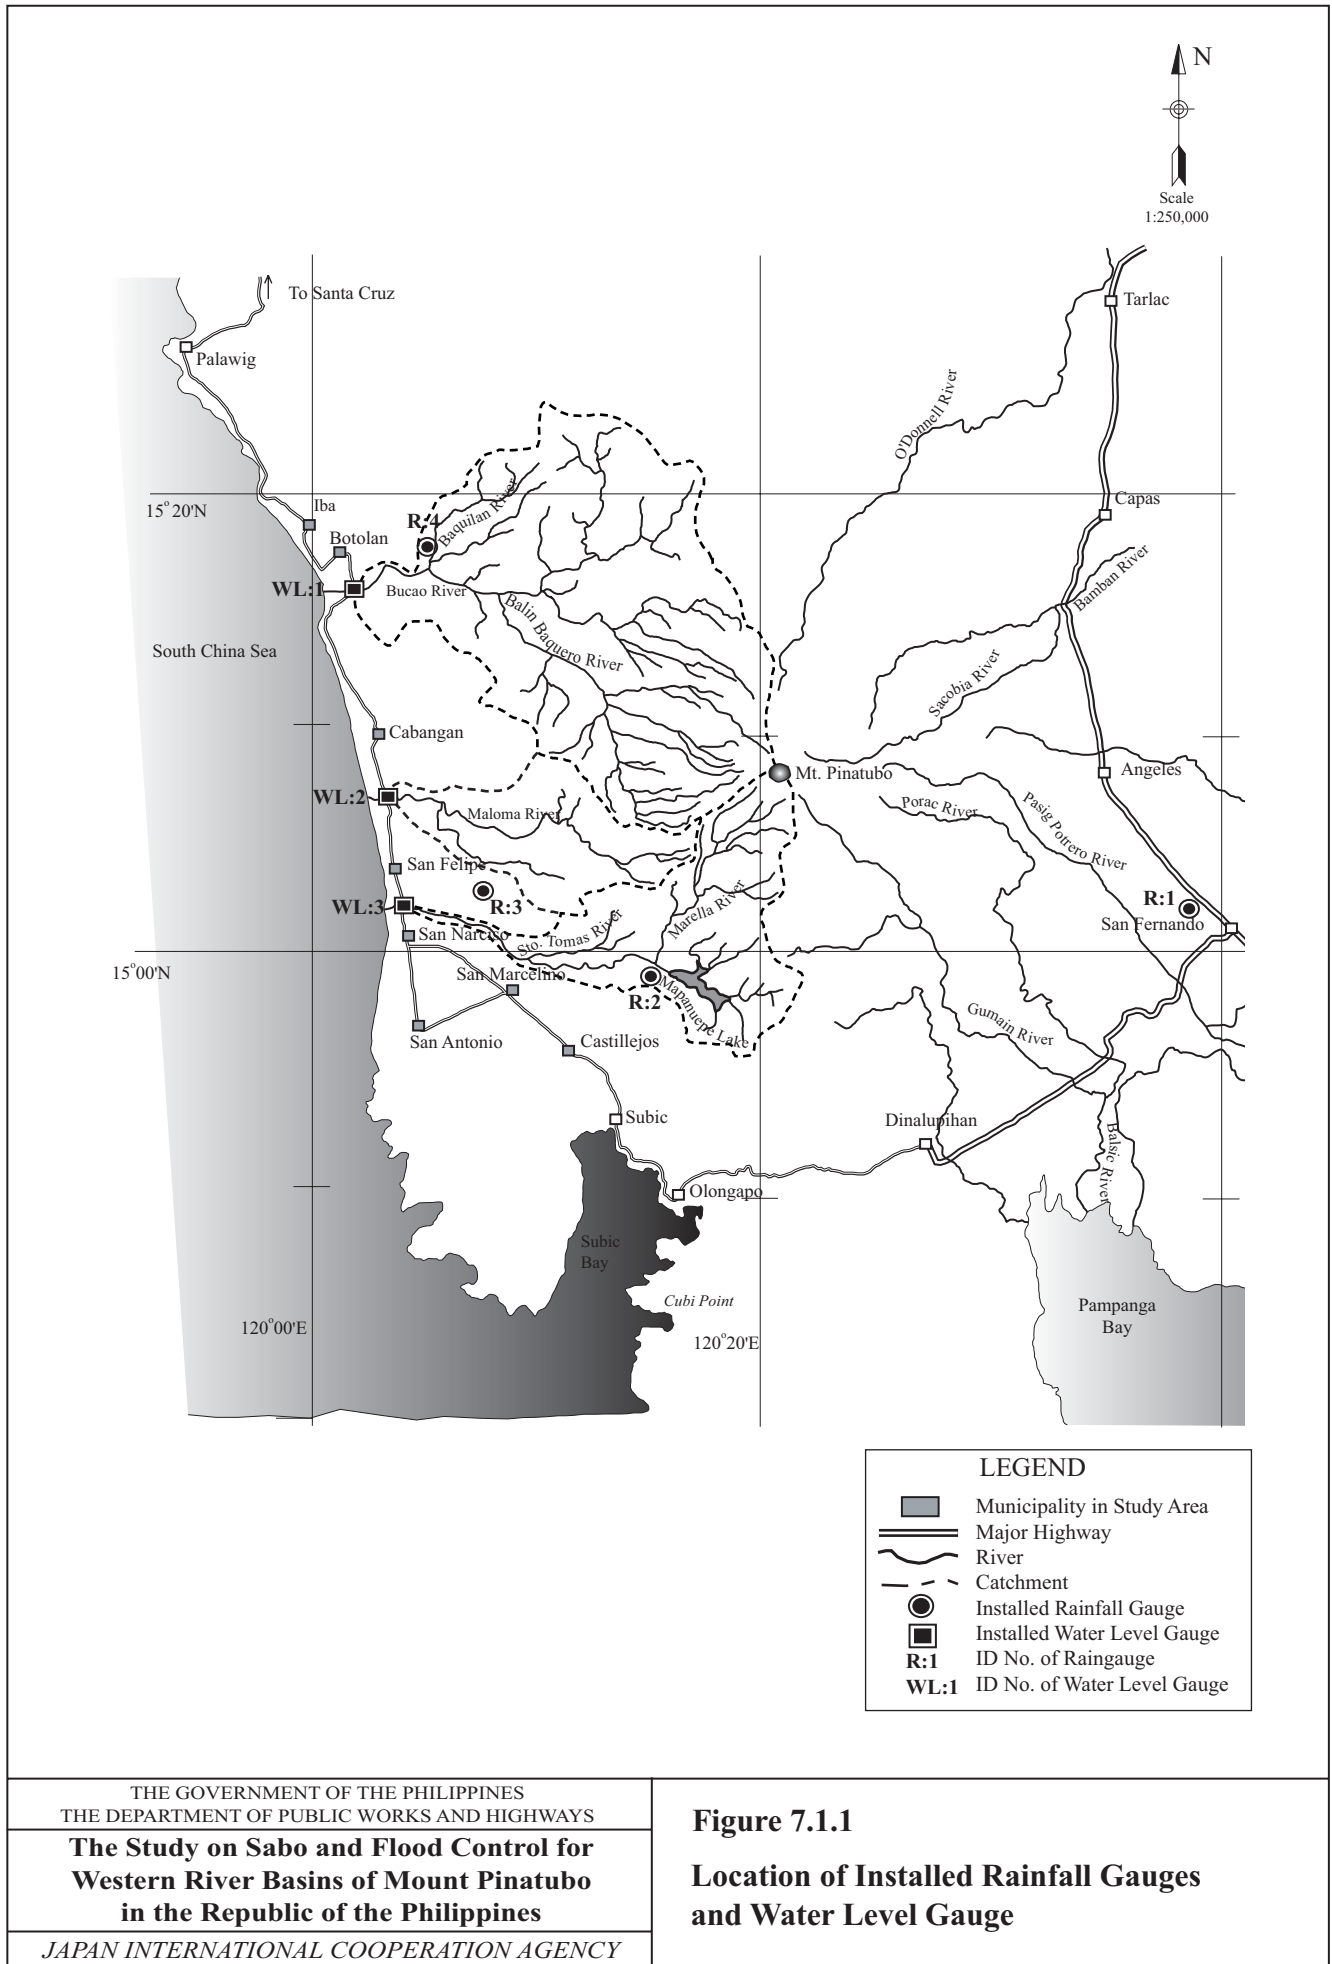 N
Scale
1:250,000
To Santa Cruz
Tarlac
Palawig
O'Donnell River
Capas
15°20'N
Iba
R:4
Baquilan River
Botolan
Bamban River
WL:1
Bucao River
Balin Baquero River
South China Sea
Sacobia River
Cabangan
Mt. Pinatubo
Angeles
WL:2
Maloma River
Porac River
Pasig Potrero River
San Felipe
R:3
Marella River
R:1
WL:3
San Fernando
San Narciso
Sto. Tomas River
15°00'N
San Marcelino
R:2
Mapanuepe Lake
Gumain River
San Antonio
Castillejos
Subic
Dinalupihan
Balsic River
Olongapo
Subic
Bay
Cubi Point
Pampanga
Bay
120°00'E
120°20'E
LEGEND
Municipality in Study Area
Major Highway
River
Catchment
Installed Rainfall Gauge
Installed Water Level Gauge
R:1 ID No. of Raingauge
WL:1 ID No. of Water Level Gauge
THE GOVERNMENT OF THE PHILIPPINES
THE DEPARTMENT OF PUBLIC WORKS AND HIGHWAYS
The Study on Sabo and Flood Control for
Western River Basins of Mount Pinatubo
in the Republic of the Philippines
JAPAN INTERNATIONAL COOPERATION AGENCY
Figure 7.1.1
Location of Installed Rainfall Gauges
and Water Level Gauge